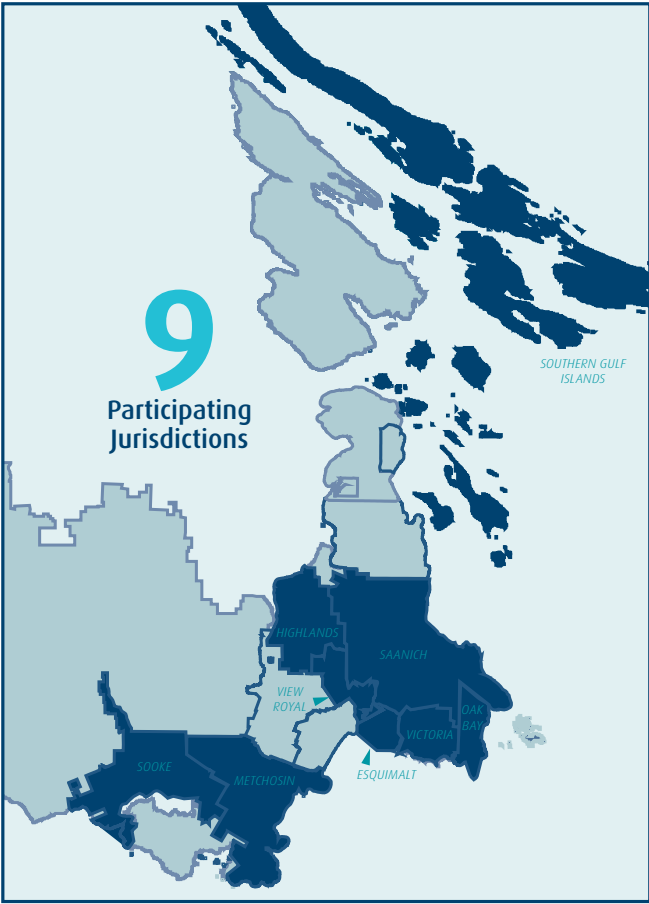 9
Participating
Jurisdictions
SOUTHERN GULF
ISLANDS
HIGHLANDS
SAANICH
VIEW
ROYAL
OAK
BAY
VICTORIA
ESQUIMALT
SOOKE
METCHOSIN